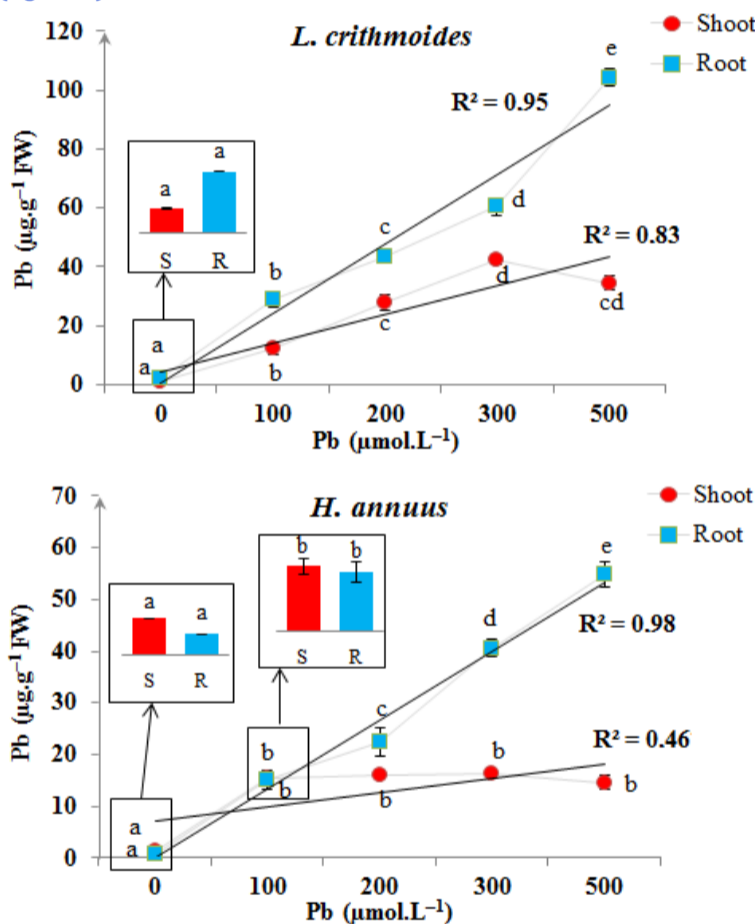 L. crithmoides
Shoot
Root
Pb (µg.g⁻¹ FW)
120
100
80
60
40
20
0
R² = 0.95
R² = 0.83
a
a
S R
a
a
b
b
c
c
d
d
e
cd
0 100 200 300 500
Pb (µmol.L⁻¹)
H. annuus
Shoot
Root
Pb (µg.g⁻¹ FW)
70
60
50
40
30
20
10
0
a
a
S R
b b
S R
R² = 0.98
R² = 0.46
a
a
b
b
c
b
d
b
e
b
0 100 200 300 500
Pb (µmol.L⁻¹)